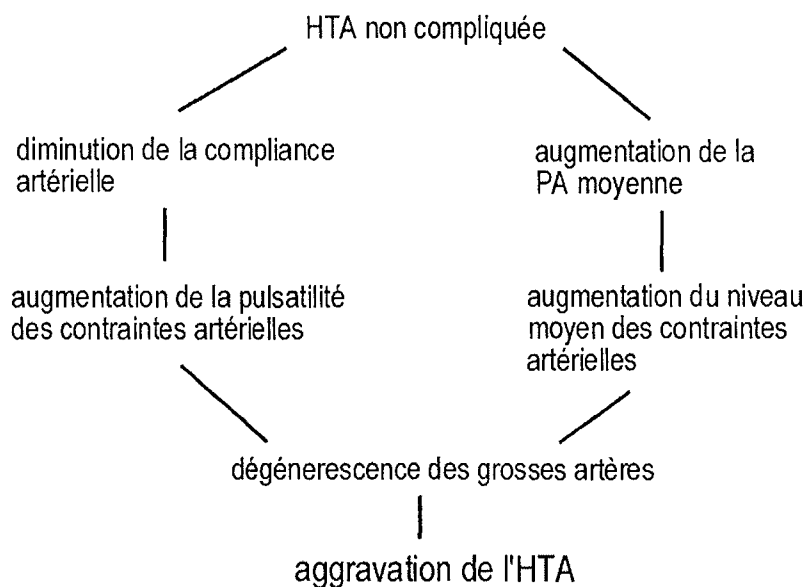 HTA non compliquée
diminution de la compliance
artérielle
augmentation de la
PA moyenne
augmentation de la pulsatilité
des contraintes artérielles
augmentation du niveau
moyen des contraintes
artérielles
dégénerescence des grosses artères
aggravation de l'HTA